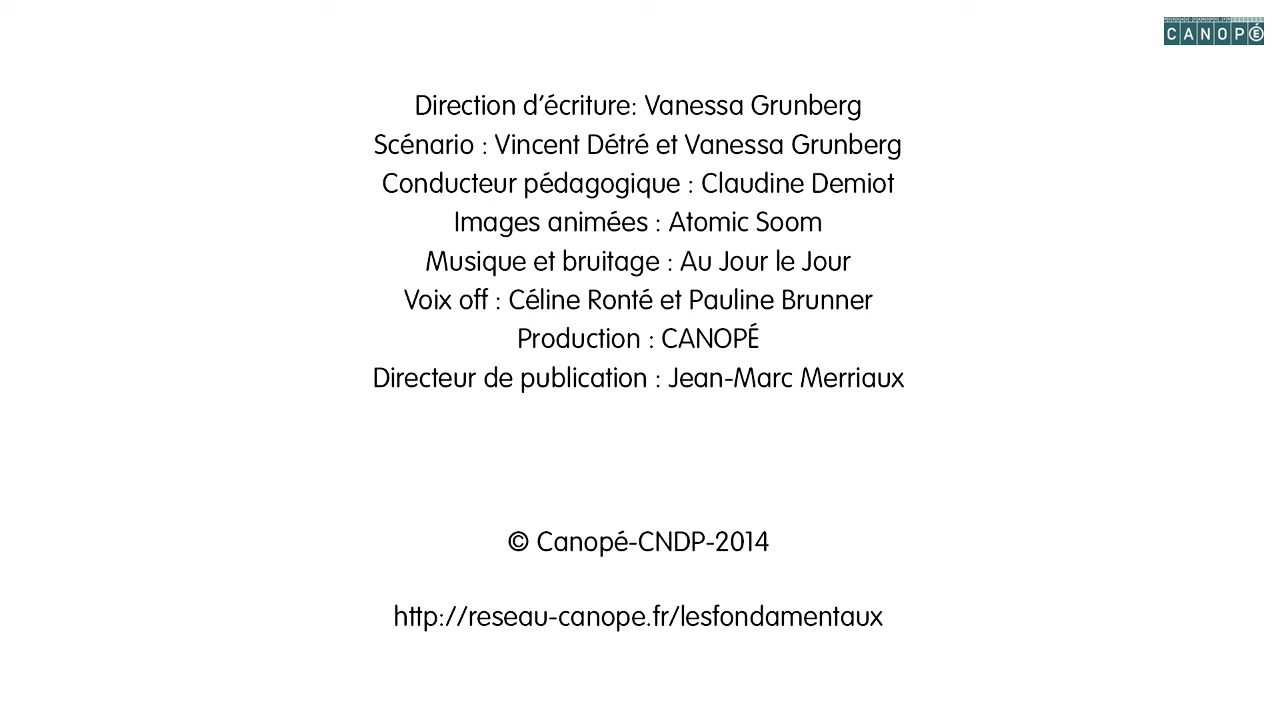 CANOPÉ
Direction d’écriture: Vanessa Grunberg
Scénario : Vincent Détré et Vanessa Grunberg
Conducteur pédagogique : Claudine Demiot
Images animées : Atomic Soom
Musique et bruitage : Au Jour le Jour
Voix off : Céline Ronté et Pauline Brunner
Production : CANOPÉ
Directeur de publication : Jean-Marc Merriaux
© Canopé-CNDP-2014
http://reseau-canope.fr/lesfondamentaux